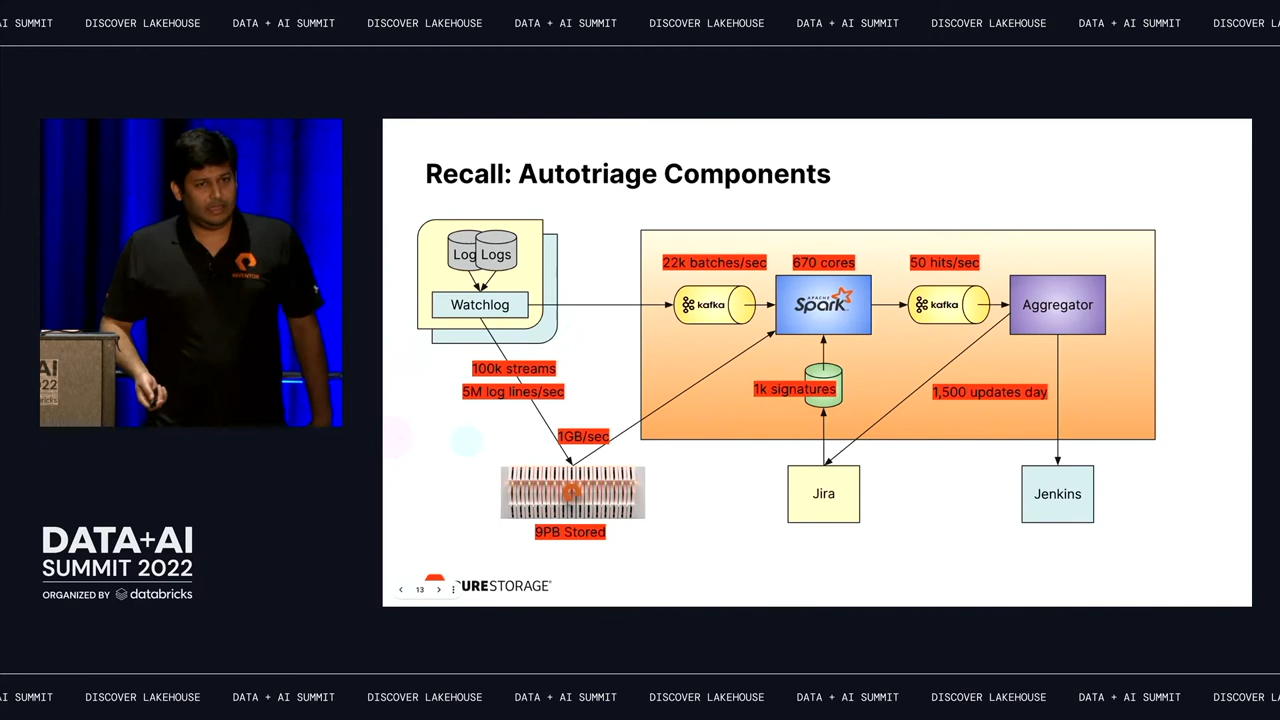 AI SUMMIT DISCOVER LAKEHOUSE DATA + AI SUMMIT DISCOVER LAKEHOUSE DATA + AI SUMMIT DISCOVER LAKEHOUSE DATA + AI SUMMIT DISCOVER LAKEHOUSE DATA + AI SUMMIT DISCOVER L
Recall: Autotriage Components
Log Logs
Watchlog
100k streams
5M log lines/sec
1GB/sec
9PB Stored
22k batches/sec
670 cores
50 hits/sec
kafka
APACHE
Spark
kafka
Aggregator
1k signatures
1,500 updates day
Jira
Jenkins
13
URESTORAGE®
DATA+AI
SUMMIT 2022
ORGANIZED BY databricks
AI SUMMIT DISCOVER LAKEHOUSE DATA + AI SUMMIT DISCOVER LAKEHOUSE DATA + AI SUMMIT DISCOVER LAKEHOUSE DATA + AI SUMMIT DISCOVER LAKEHOUSE DATA + AI SUMMIT DISCOVER L